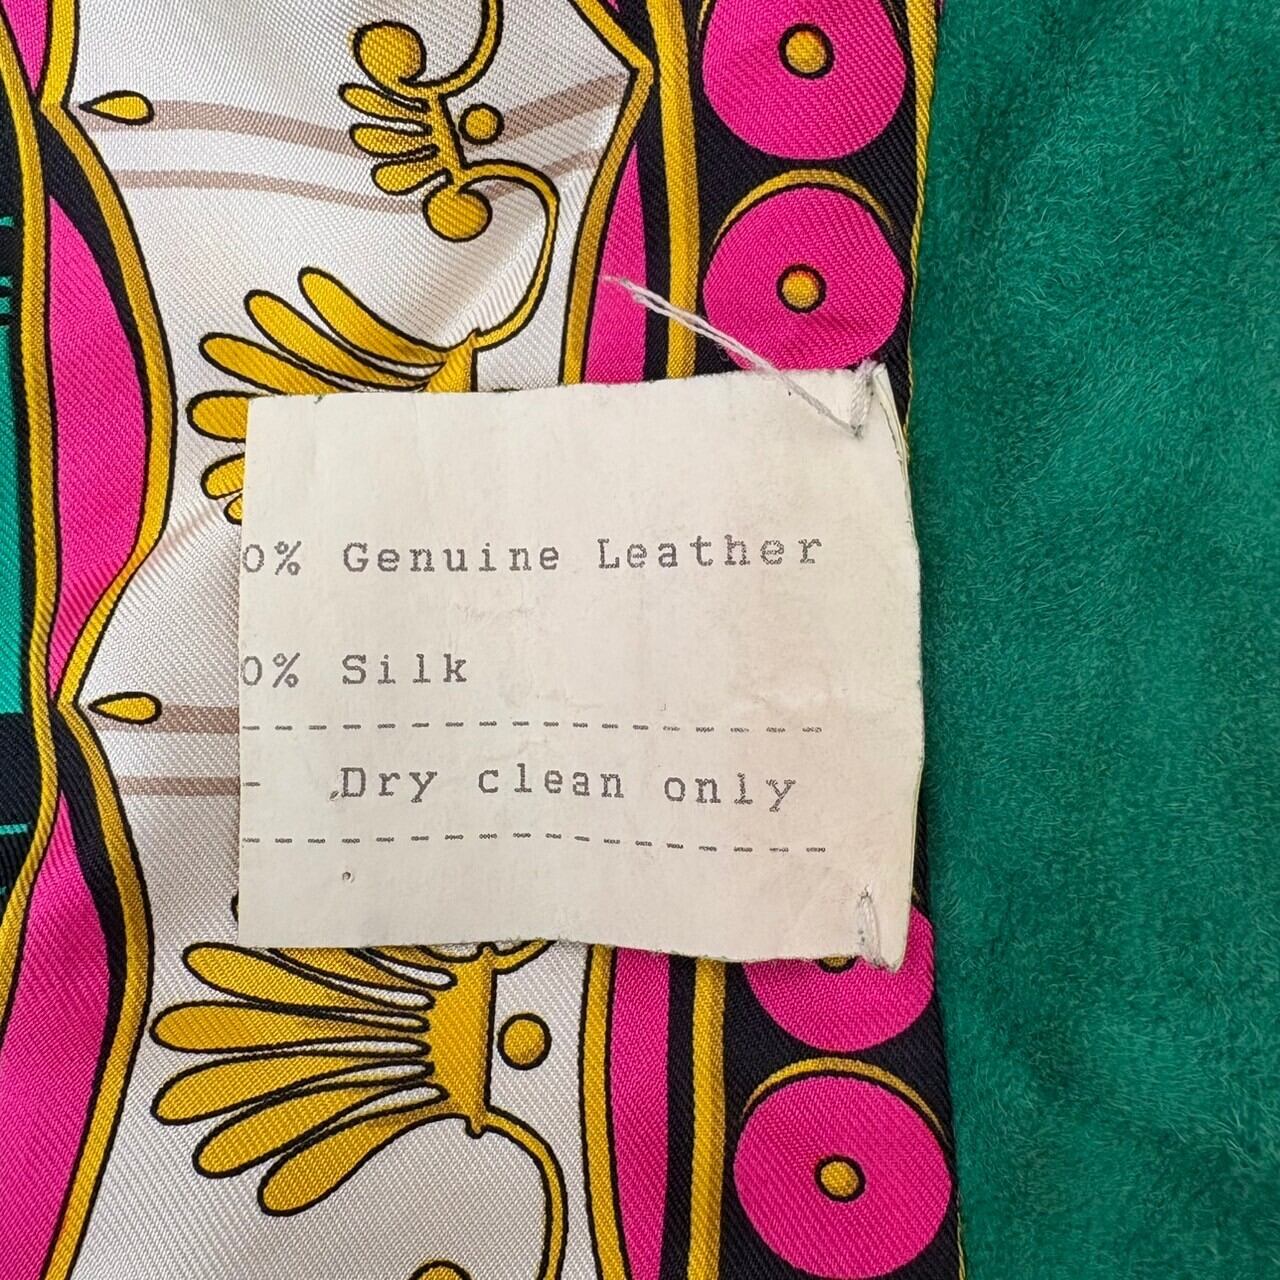 0% Genuine Leather
0% Silk
------------------
- Dry clean only
------------------